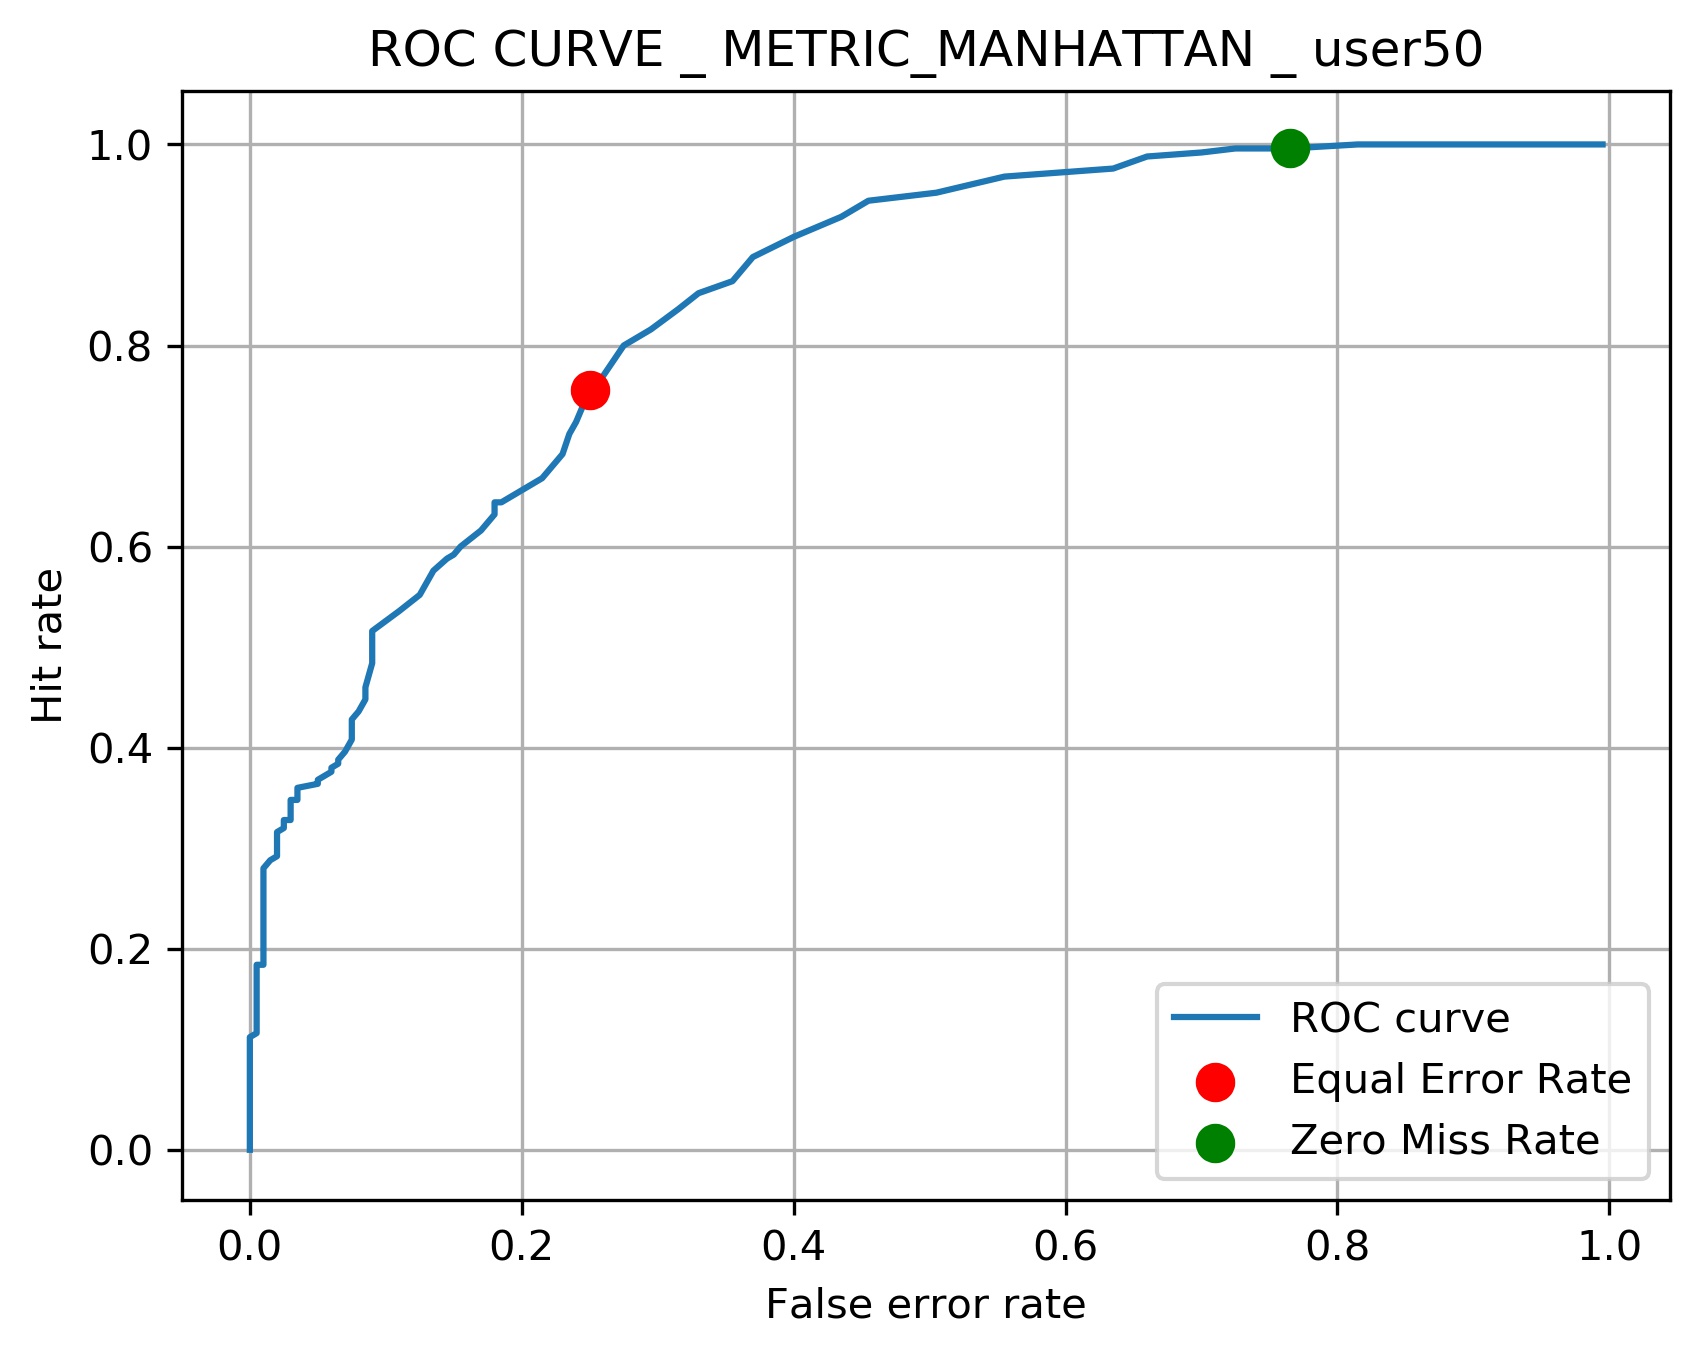 ROC CURVE _ METRIC_MANHATTAN _ user50
1.0
0.8
0.6
0.4
0.2
0.0
Hit rate
ROC curve
Equal Error Rate
Zero Miss Rate
0.0 0.2 0.4 0.6 0.8 1.0
False error rate